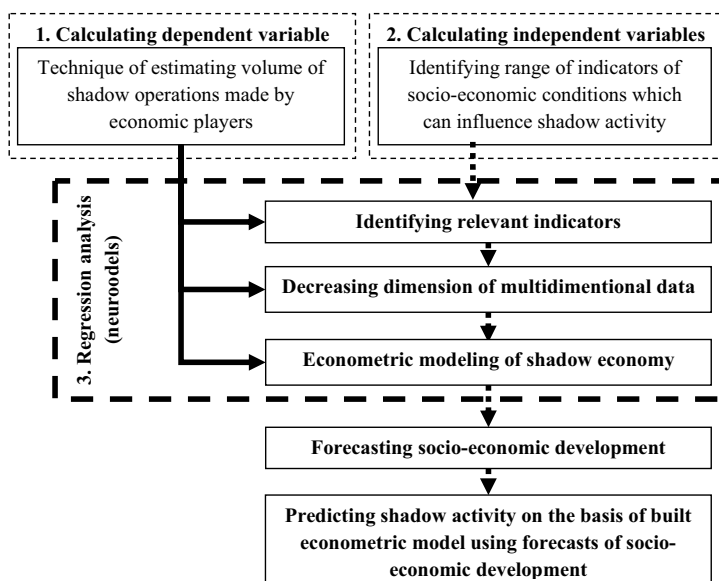 1. Calculating dependent variable
Technique of estimating volume of
shadow operations made by
economic players
2. Calculating independent variables
Identifying range of indicators of
socio-economic conditions which
can influence shadow activity
3. Regression analysis
(neuroodels)
Identifying relevant indicators
Decreasing dimension of multidimentional data
Econometric modeling of shadow economy
Forecasting socio-economic development
Predicting shadow activity on the basis of built
econometric model using forecasts of socio-
economic development